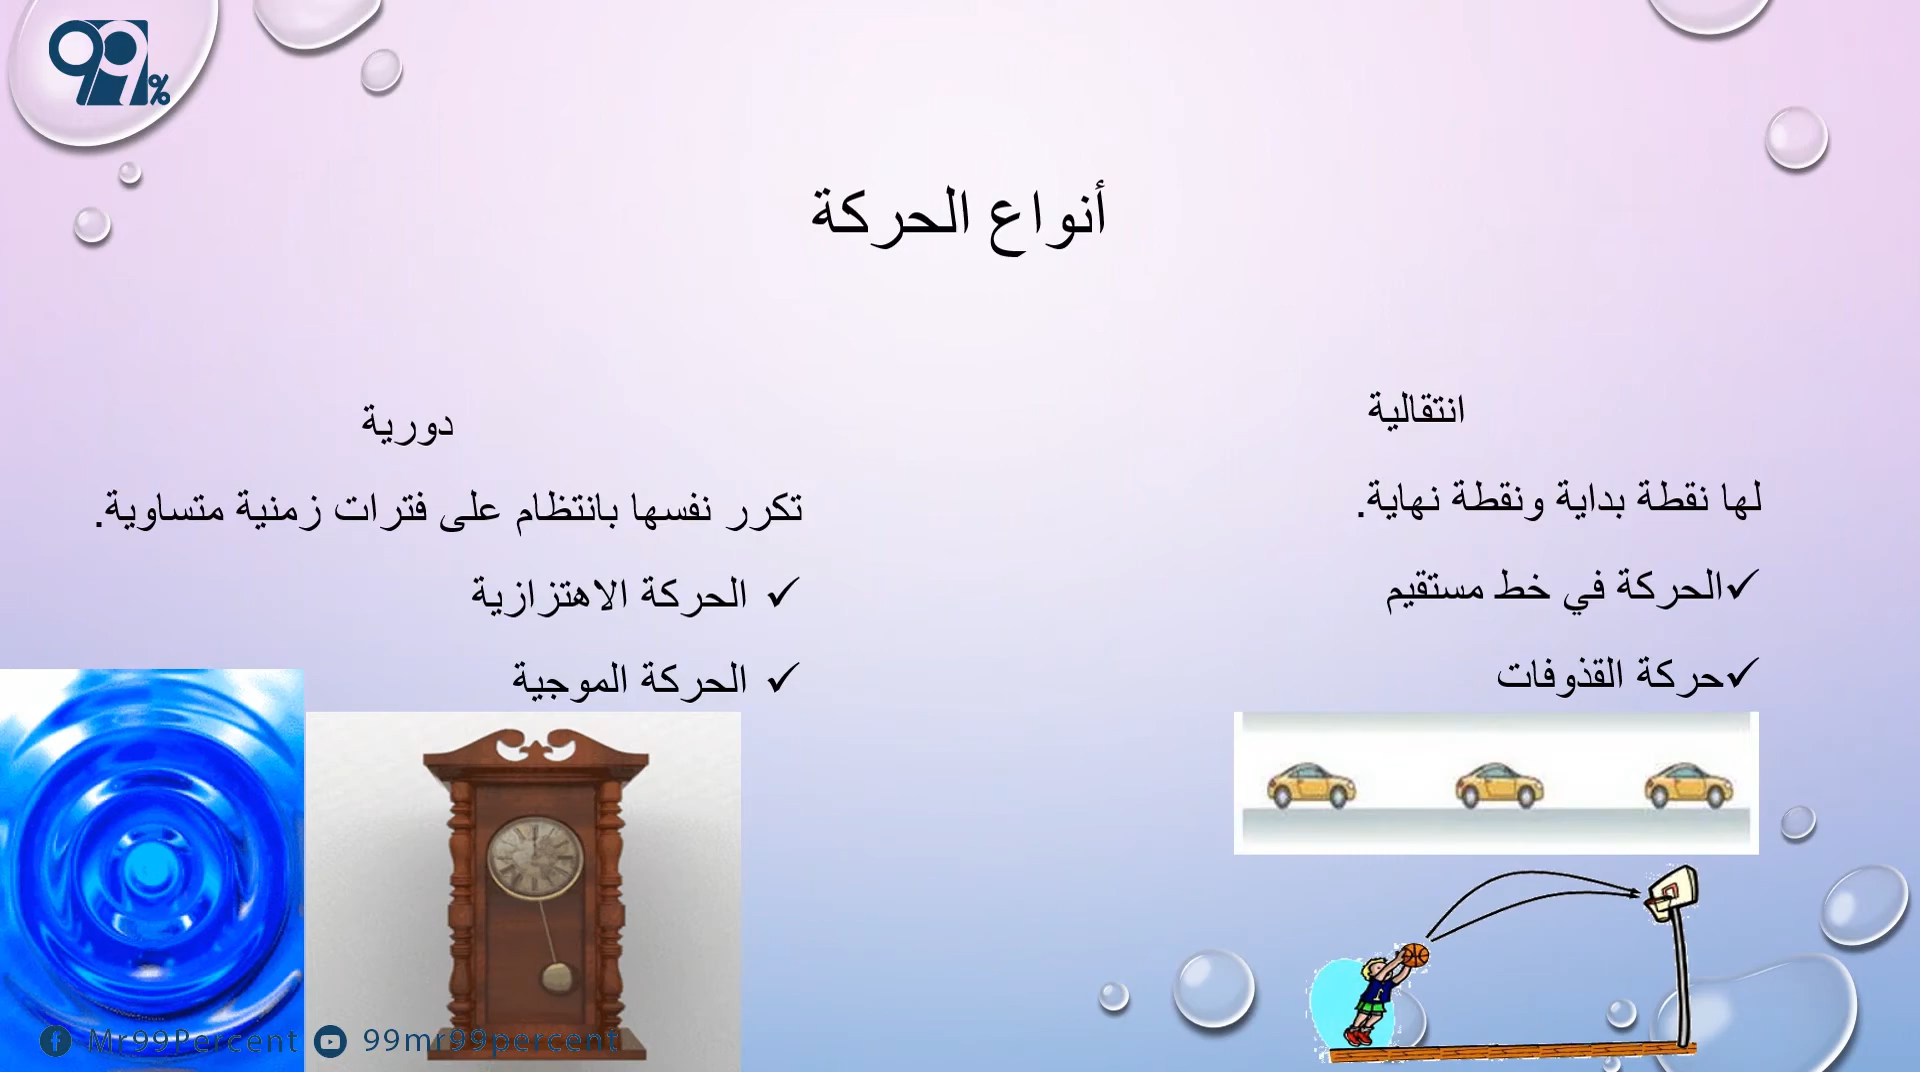 99%
أنواع الحركة
انتقالية
لها نقطة بداية ونقطة نهاية.
✓الحركة في خط مستقيم
✓حركة القذوفات
دورية
تكرر نفسها بانتظام على فترات زمنية متساوية.
✓ الحركة الاهتزازية
✓ الحركة الموجية
Mr99Percent 99mr99percent